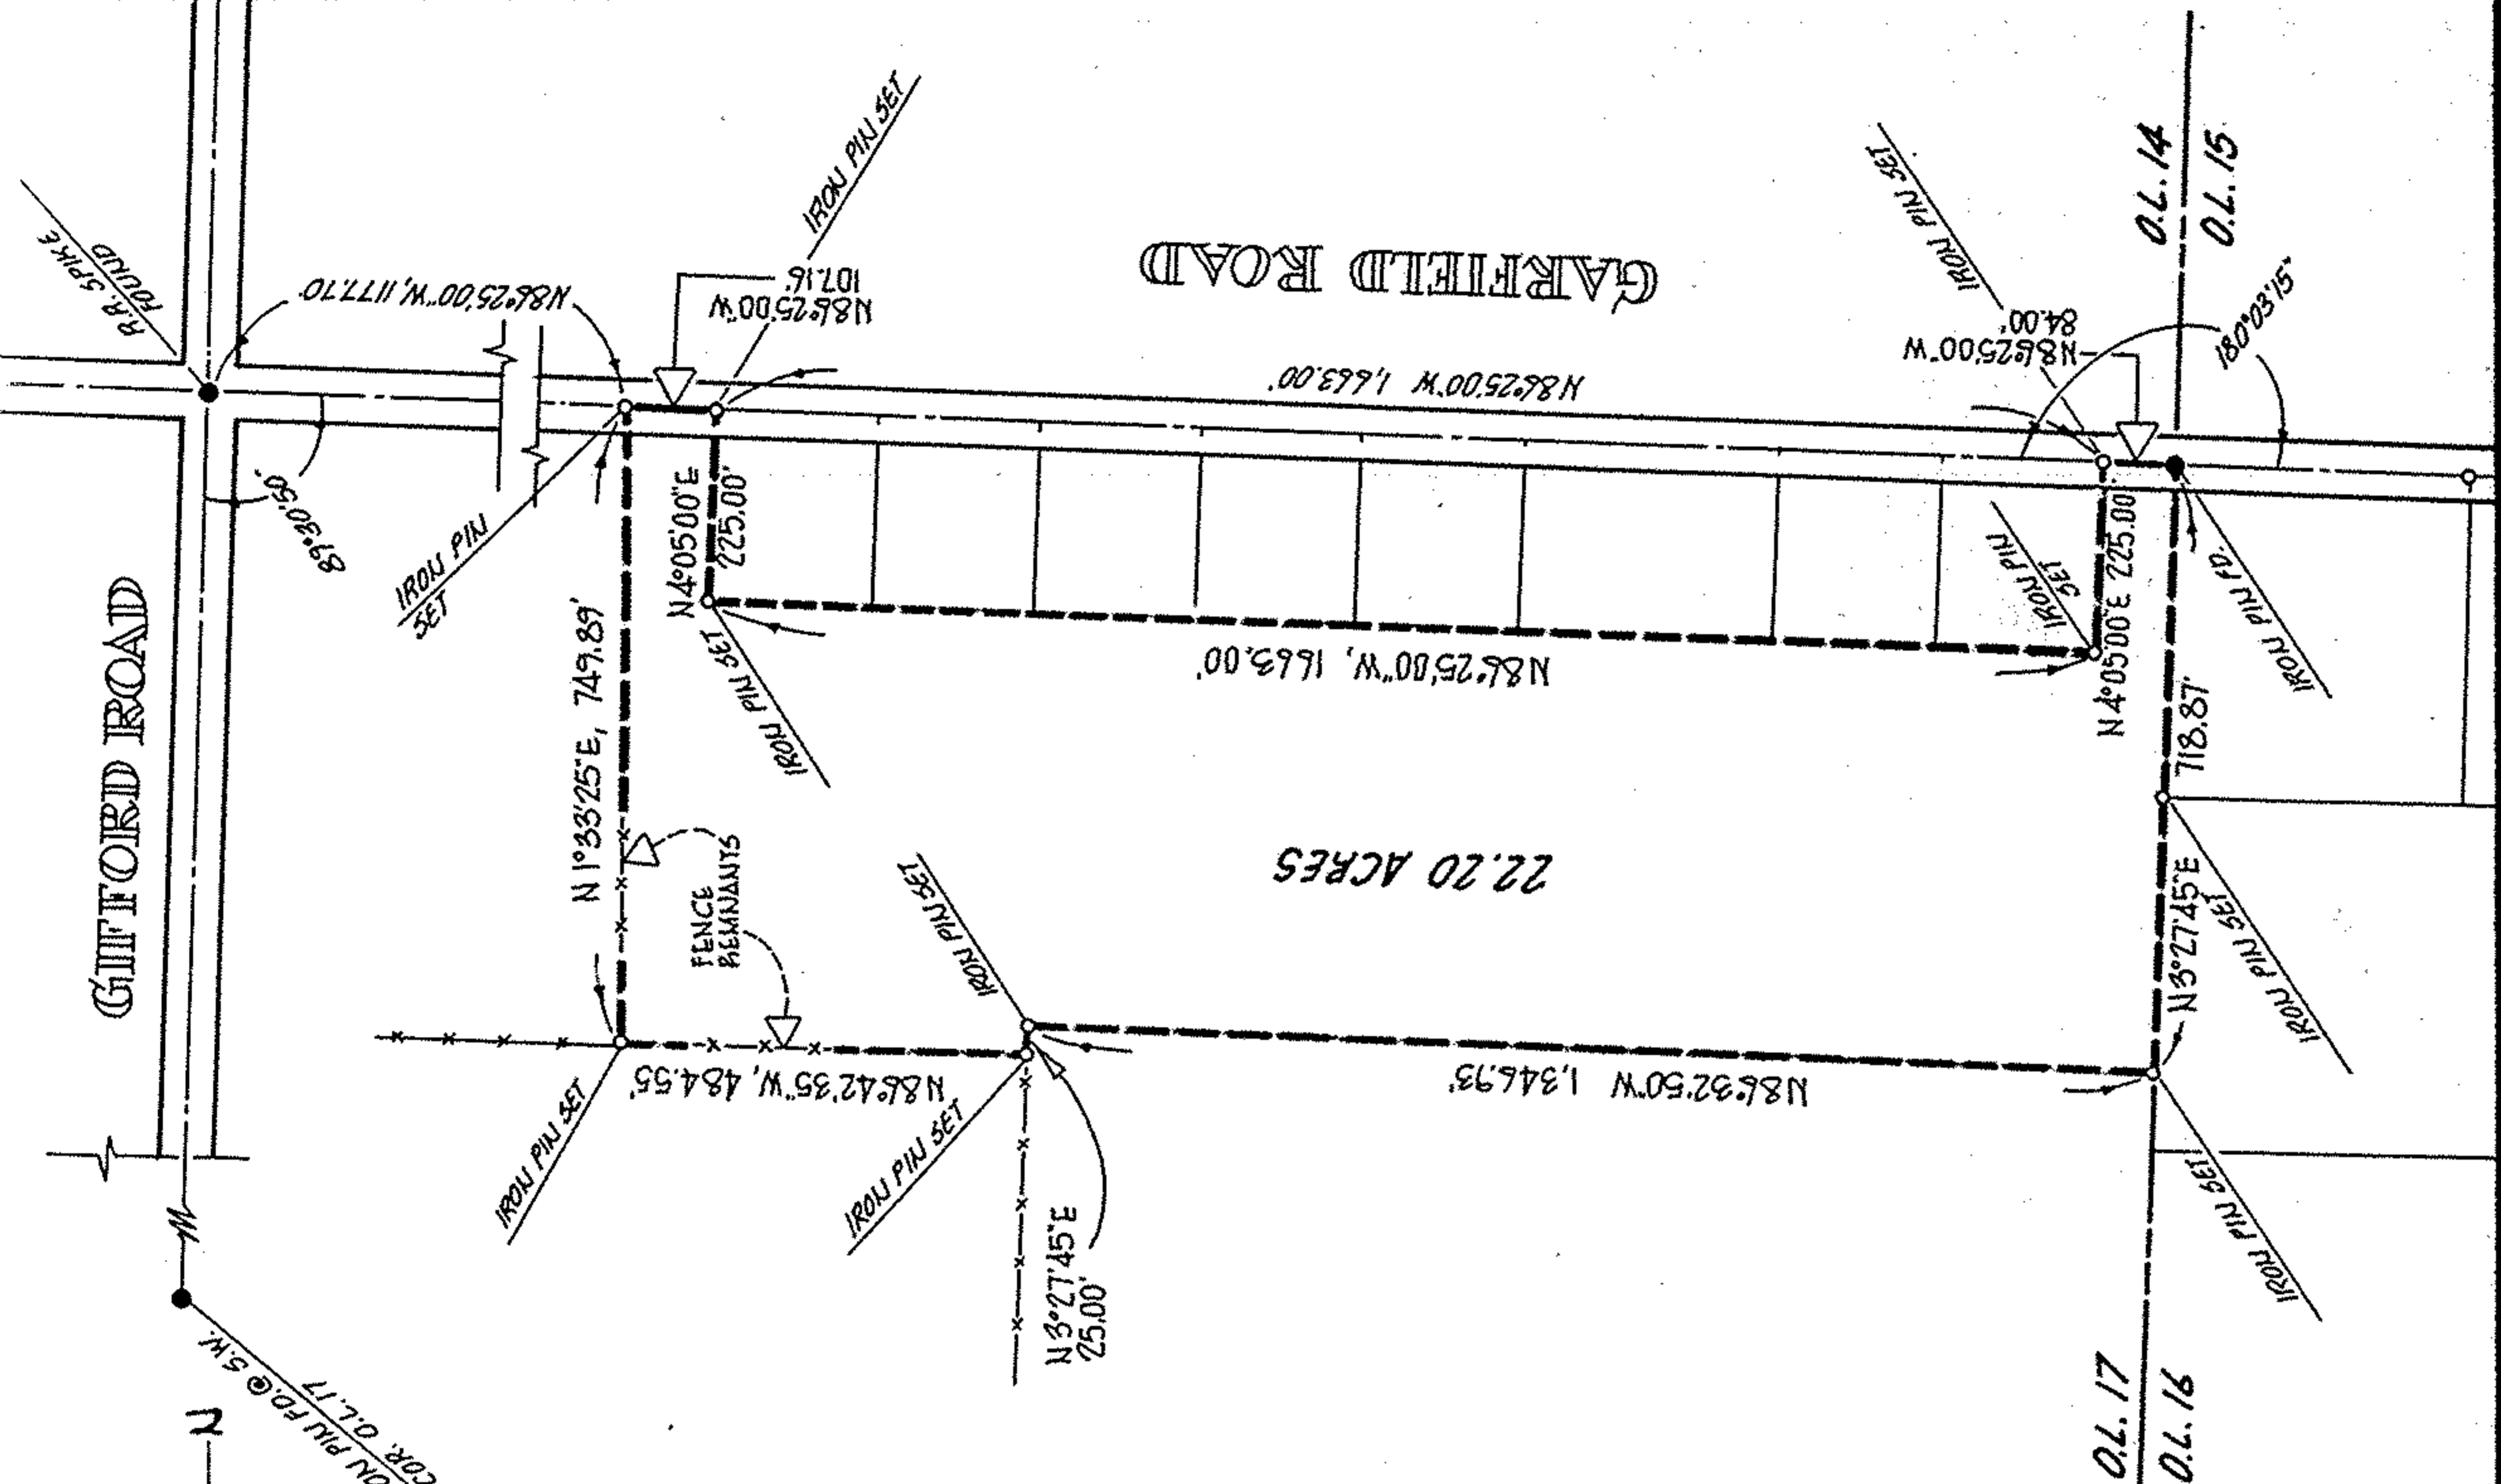 R.R. SPIKE
FOUND
N86°25'00"W, 1177.70'
N86°25'00"W
107.16'
IRON PIN SET
GARFIELD ROAD
N86°25'00"W 1,663.00'
IRON PIN SET
N86°25'00"W
84.00'
O.L. 14
O.L. 15
180°03'15"
89°30'50"
GIFFORD ROAD
IRON PIN
SET
N4°05'00"E
225.00'
N1°33'25"E, 749.89'
IRON PIN SET
N86°25'00"W, 1663.00'
IRON PIN
SET
N4°05'00"E 225.00'
IRON PIN FD.
718.87'
N3°27'45"E
IRON PIN SET
22.20 ACRES
FENCE
REMNANTS
IRON PIN SET
N86°42'35"W, 484.55'
IRON PIN SET
IRON PIN SET
N3°27'45"E
25.00'
N86°32'50"W 1,346.93'
IRON PIN SET
O.L. 17
O.L. 16
ON PIN FD.@ S.W.
COR. O.L. 17